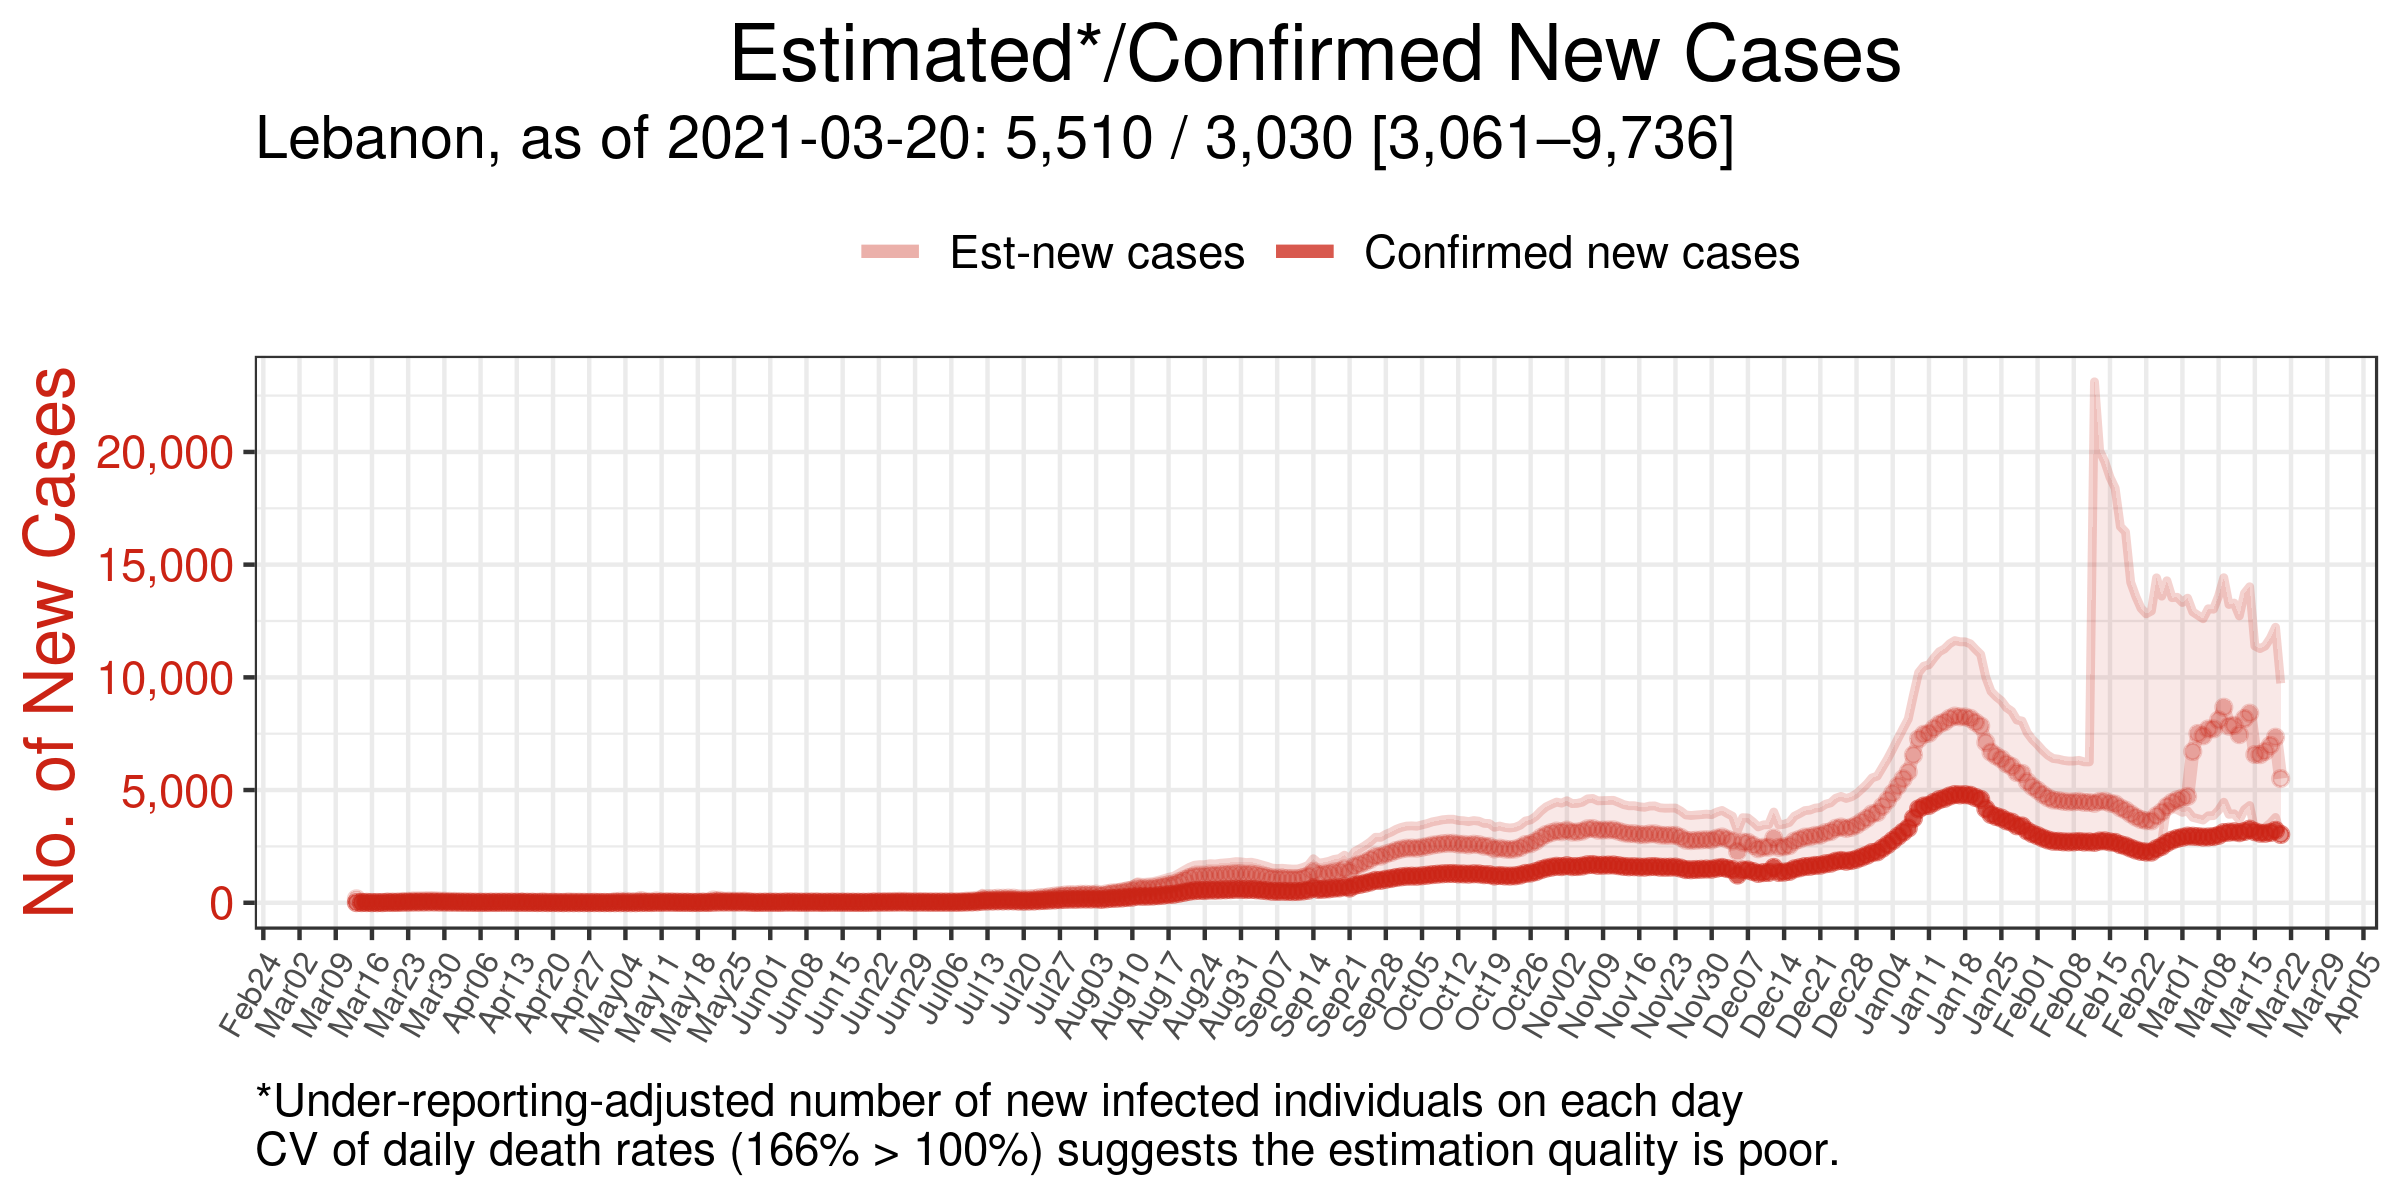 Estimated*/Confirmed New Cases
Lebanon, as of 2021-03-20: 5,510 / 3,030 [3,061–9,736]
Est-new cases
Confirmed new cases
No. of New Cases
20,000
15,000
10,000
5,000
0
Feb24
Mar02
Mar09
Mar16
Mar23
Mar30
Apr06
Apr13
Apr20
Apr27
May04
May11
May18
May25
Jun01
Jun08
Jun15
Jun22
Jun29
Jul06
Jul13
Jul20
Jul27
Aug03
Aug10
Aug17
Aug24
Aug31
Sep07
Sep14
Sep21
Sep28
Oct05
Oct12
Oct19
Oct26
Nov02
Nov09
Nov16
Nov23
Nov30
Dec07
Dec14
Dec21
Dec28
Jan04
Jan11
Jan18
Jan25
Feb01
Feb08
Feb15
Feb22
Mar01
Mar08
Mar15
Mar22
Mar29
Apr05
*Under-reporting-adjusted number of new infected individuals on each day
CV of daily death rates (166% > 100%) suggests the estimation quality is poor.